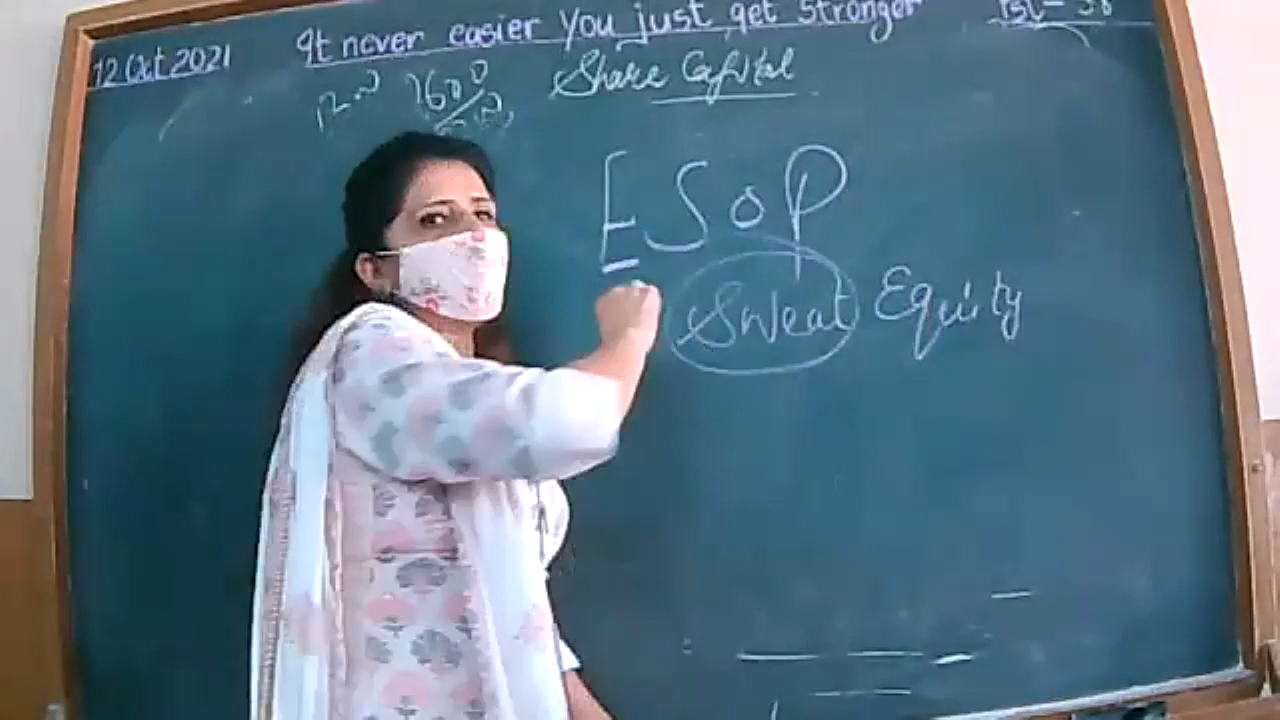 12 Oct 2021
It never easier You just get Stronger
Share Capital
ESOP
Sweat Equity